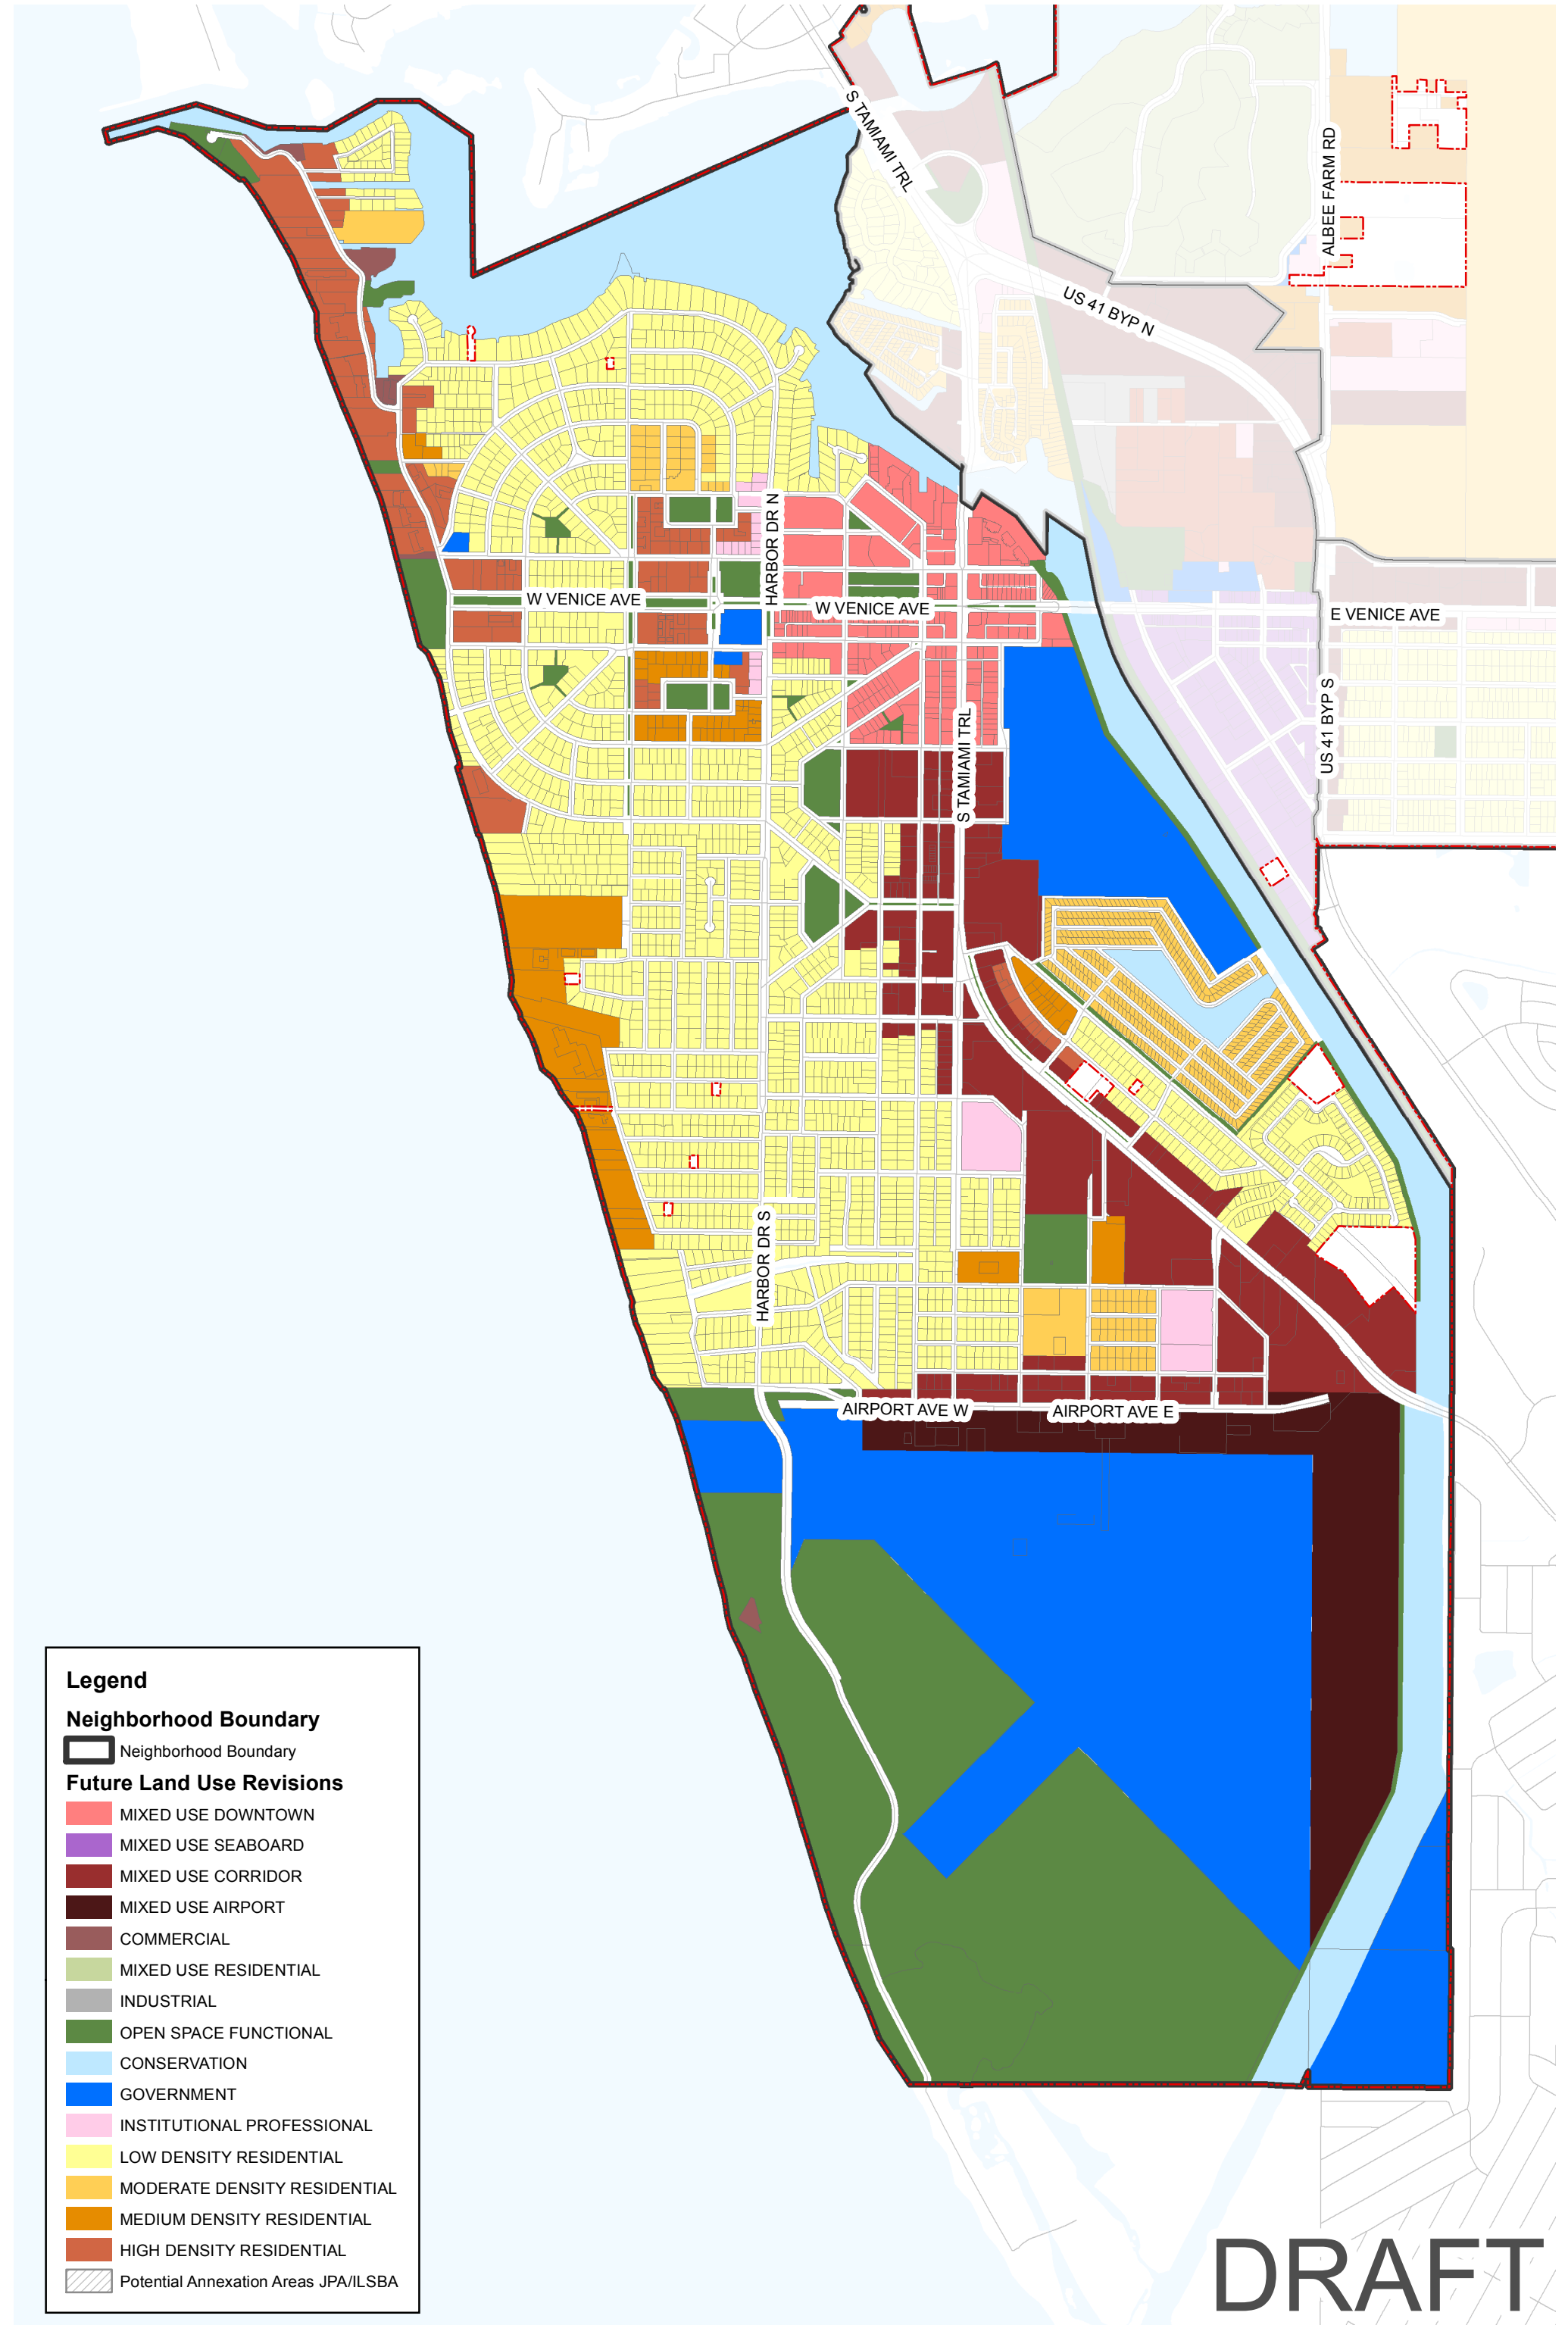 S TAMIAMI TRL
ALBEE FARM RD
US 41 BYP N
HARBOR DR N
W VENICE AVE
W VENICE AVE
E VENICE AVE
US 41 BYP S
S TAMIAMI TRL
HARBOR DR S
AIRPORT AVE W
AIRPORT AVE E
Legend
Neighborhood Boundary
Neighborhood Boundary
Future Land Use Revisions
MIXED USE DOWNTOWN
MIXED USE SEABOARD
MIXED USE CORRIDOR
MIXED USE AIRPORT
COMMERCIAL
MIXED USE RESIDENTIAL
INDUSTRIAL
OPEN SPACE FUNCTIONAL
CONSERVATION
GOVERNMENT
INSTITUTIONAL PROFESSIONAL
LOW DENSITY RESIDENTIAL
MODERATE DENSITY RESIDENTIAL
MEDIUM DENSITY RESIDENTIAL
HIGH DENSITY RESIDENTIAL
Potential Annexation Areas JPA/ILSBA
DRAFT